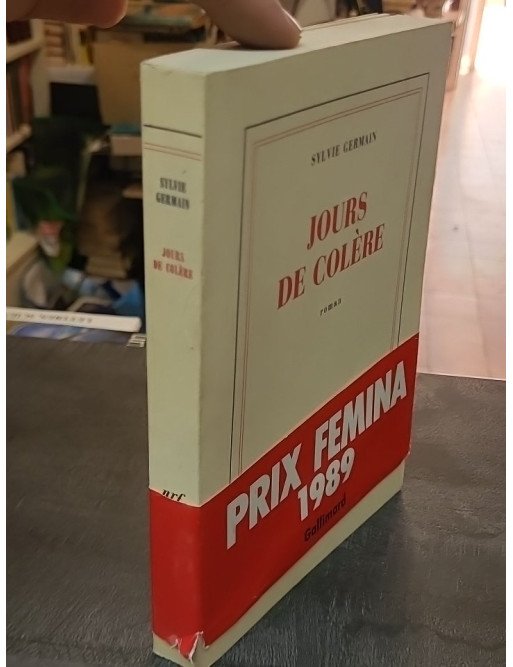 SYLVIE
GERMAIN
JOURS
DE COLÈRE
nrf
SYLVIE GERMAIN
JOURS
DE COLÈRE
roman
PRIX FEMINA
1989
Gallimard